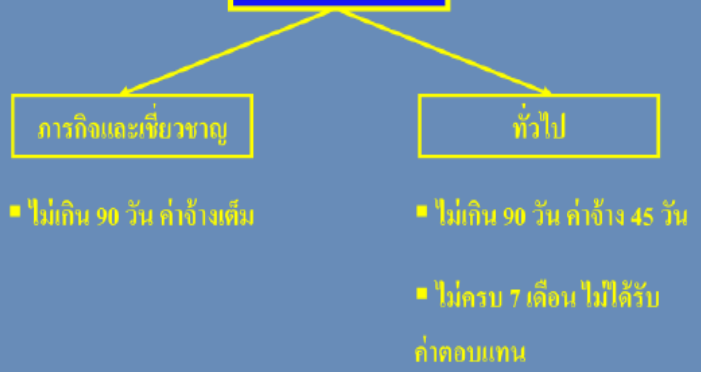 ภารกิจและเชี่ยวชาญ
ทั่วไป
▪ ไม่เกิน 90 วัน ค่าจ้างเต็ม
▪ ไม่เกิน 90 วัน ค่าจ้าง 45 วัน
▪ ไม่ครบ 7 เดือน ไม่ได้รับ
ค่าตอบแทน